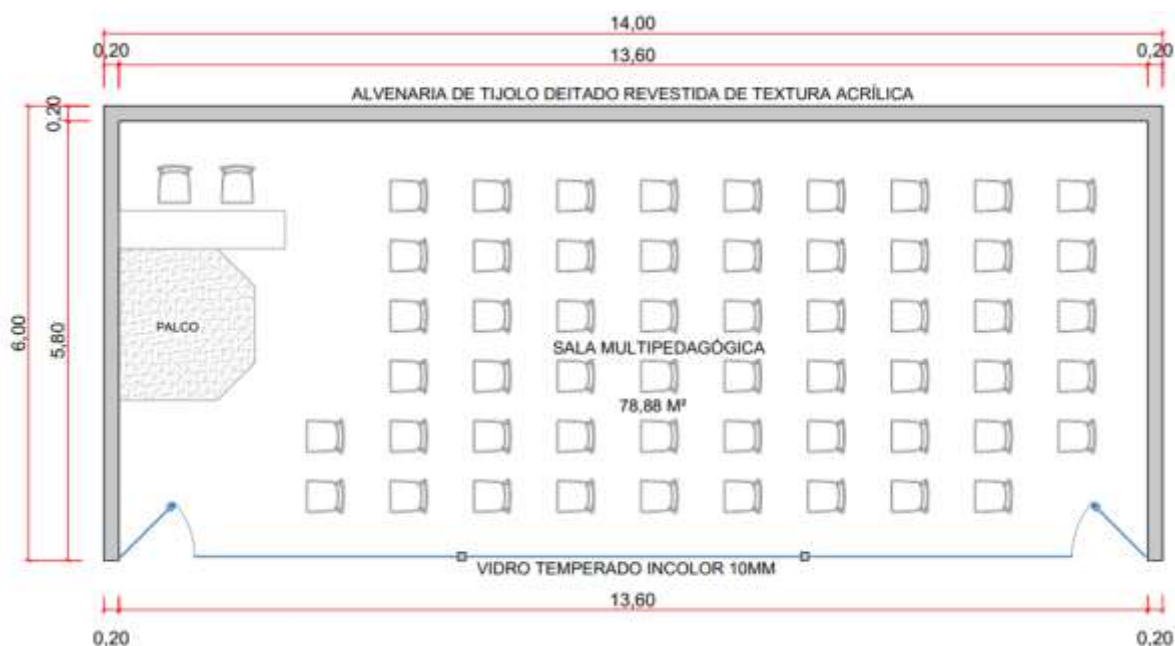 14,00
0,20
13,60
0,20
ALVENARIA DE TIJOLO DEITADO REVESTIDA DE TEXTURA ACRÍLICA
0,20
6,00
5,80
PALCO
SALA MULTIPEDAGÓGICA
78,88 M²
VIDRO TEMPERADO INCOLOR 10MM
13,60
0,20
0,20